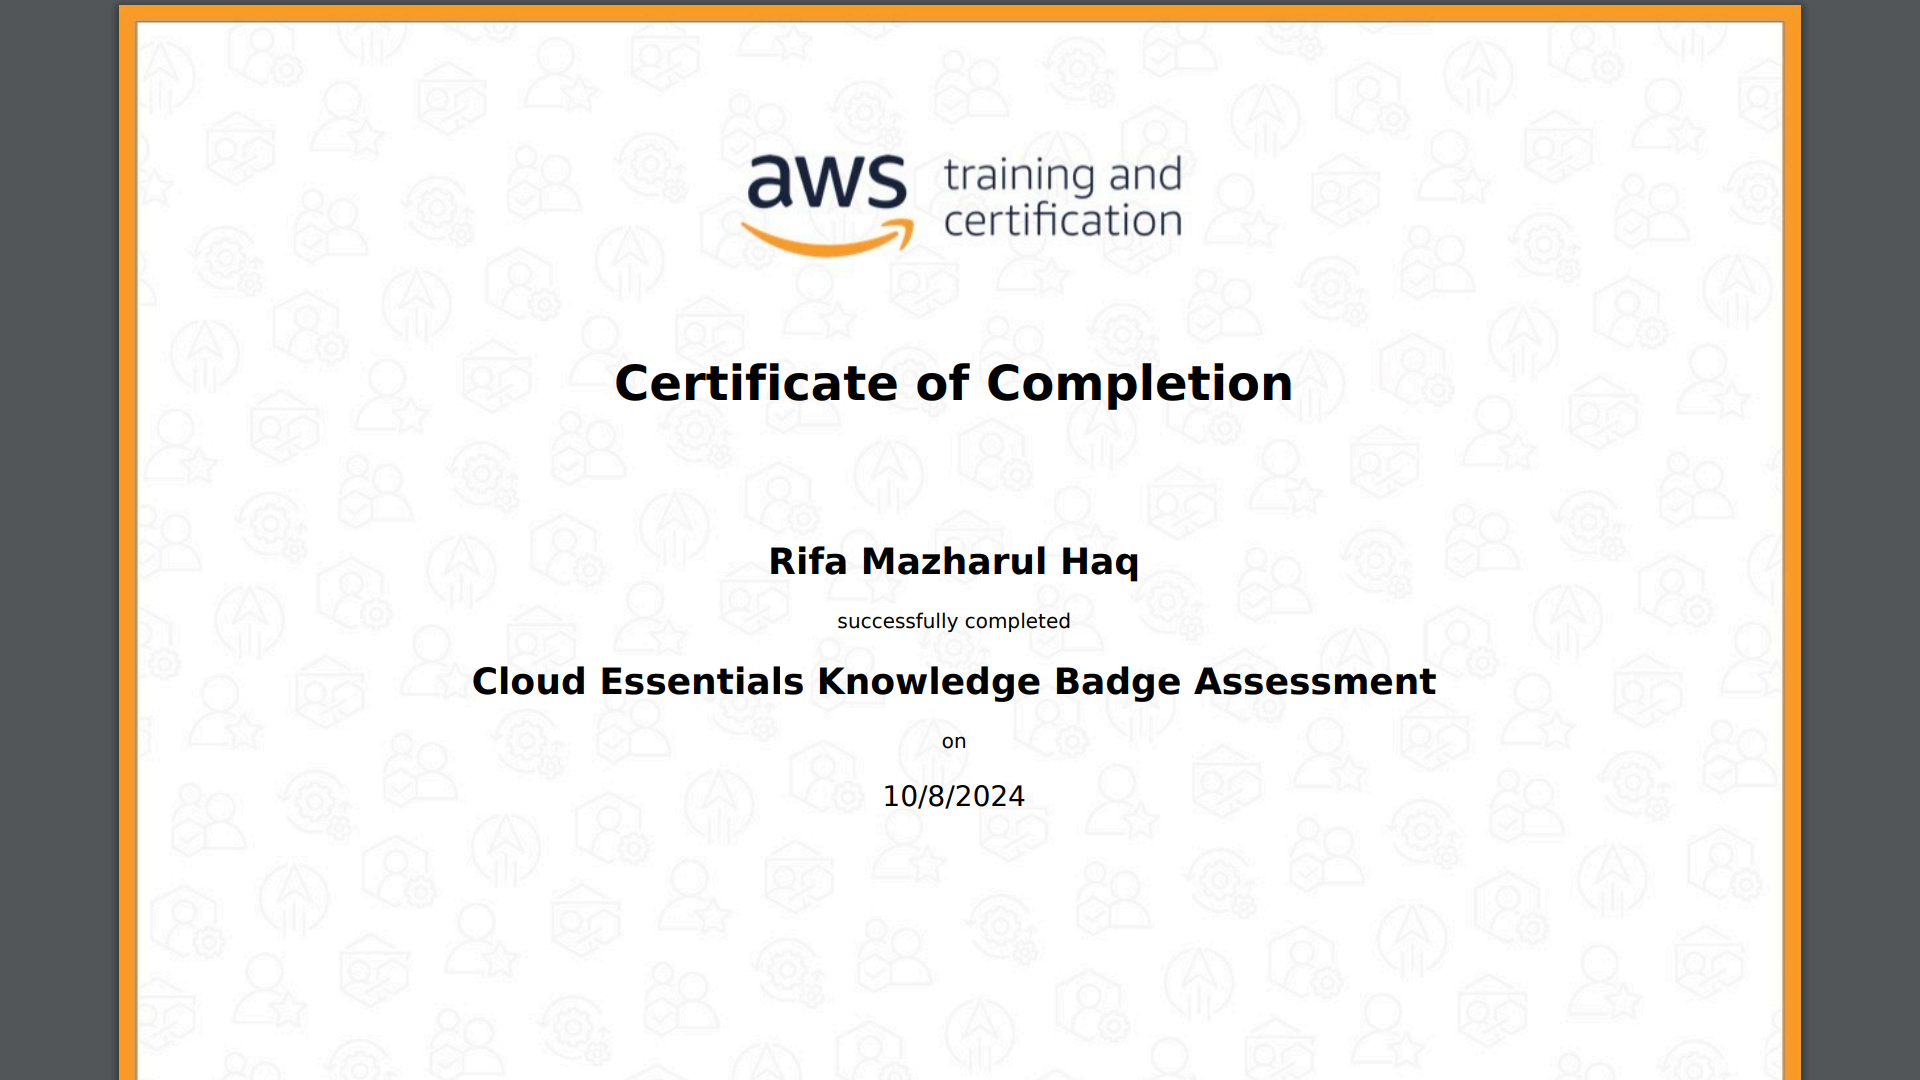 aws training and
certification
Certificate of Completion
Rifa Mazharul Haq
successfully completed
Cloud Essentials Knowledge Badge Assessment
on
10/8/2024